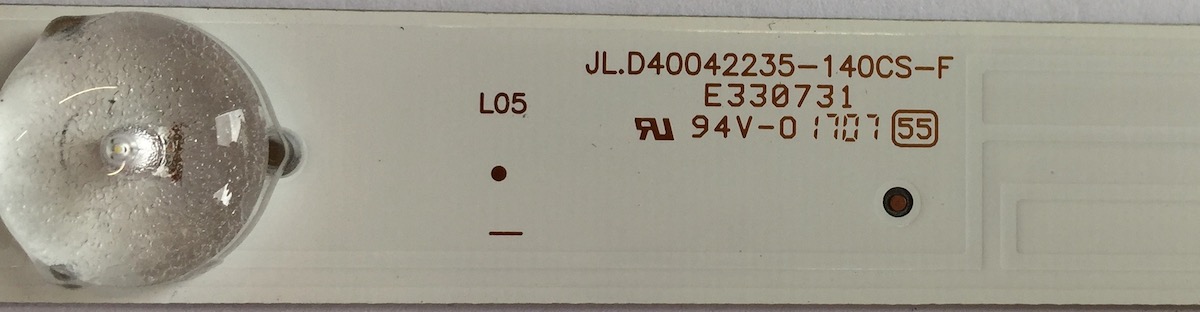 JL.D40042235-140CS-F
E330731
L05
94V-0 1707 55